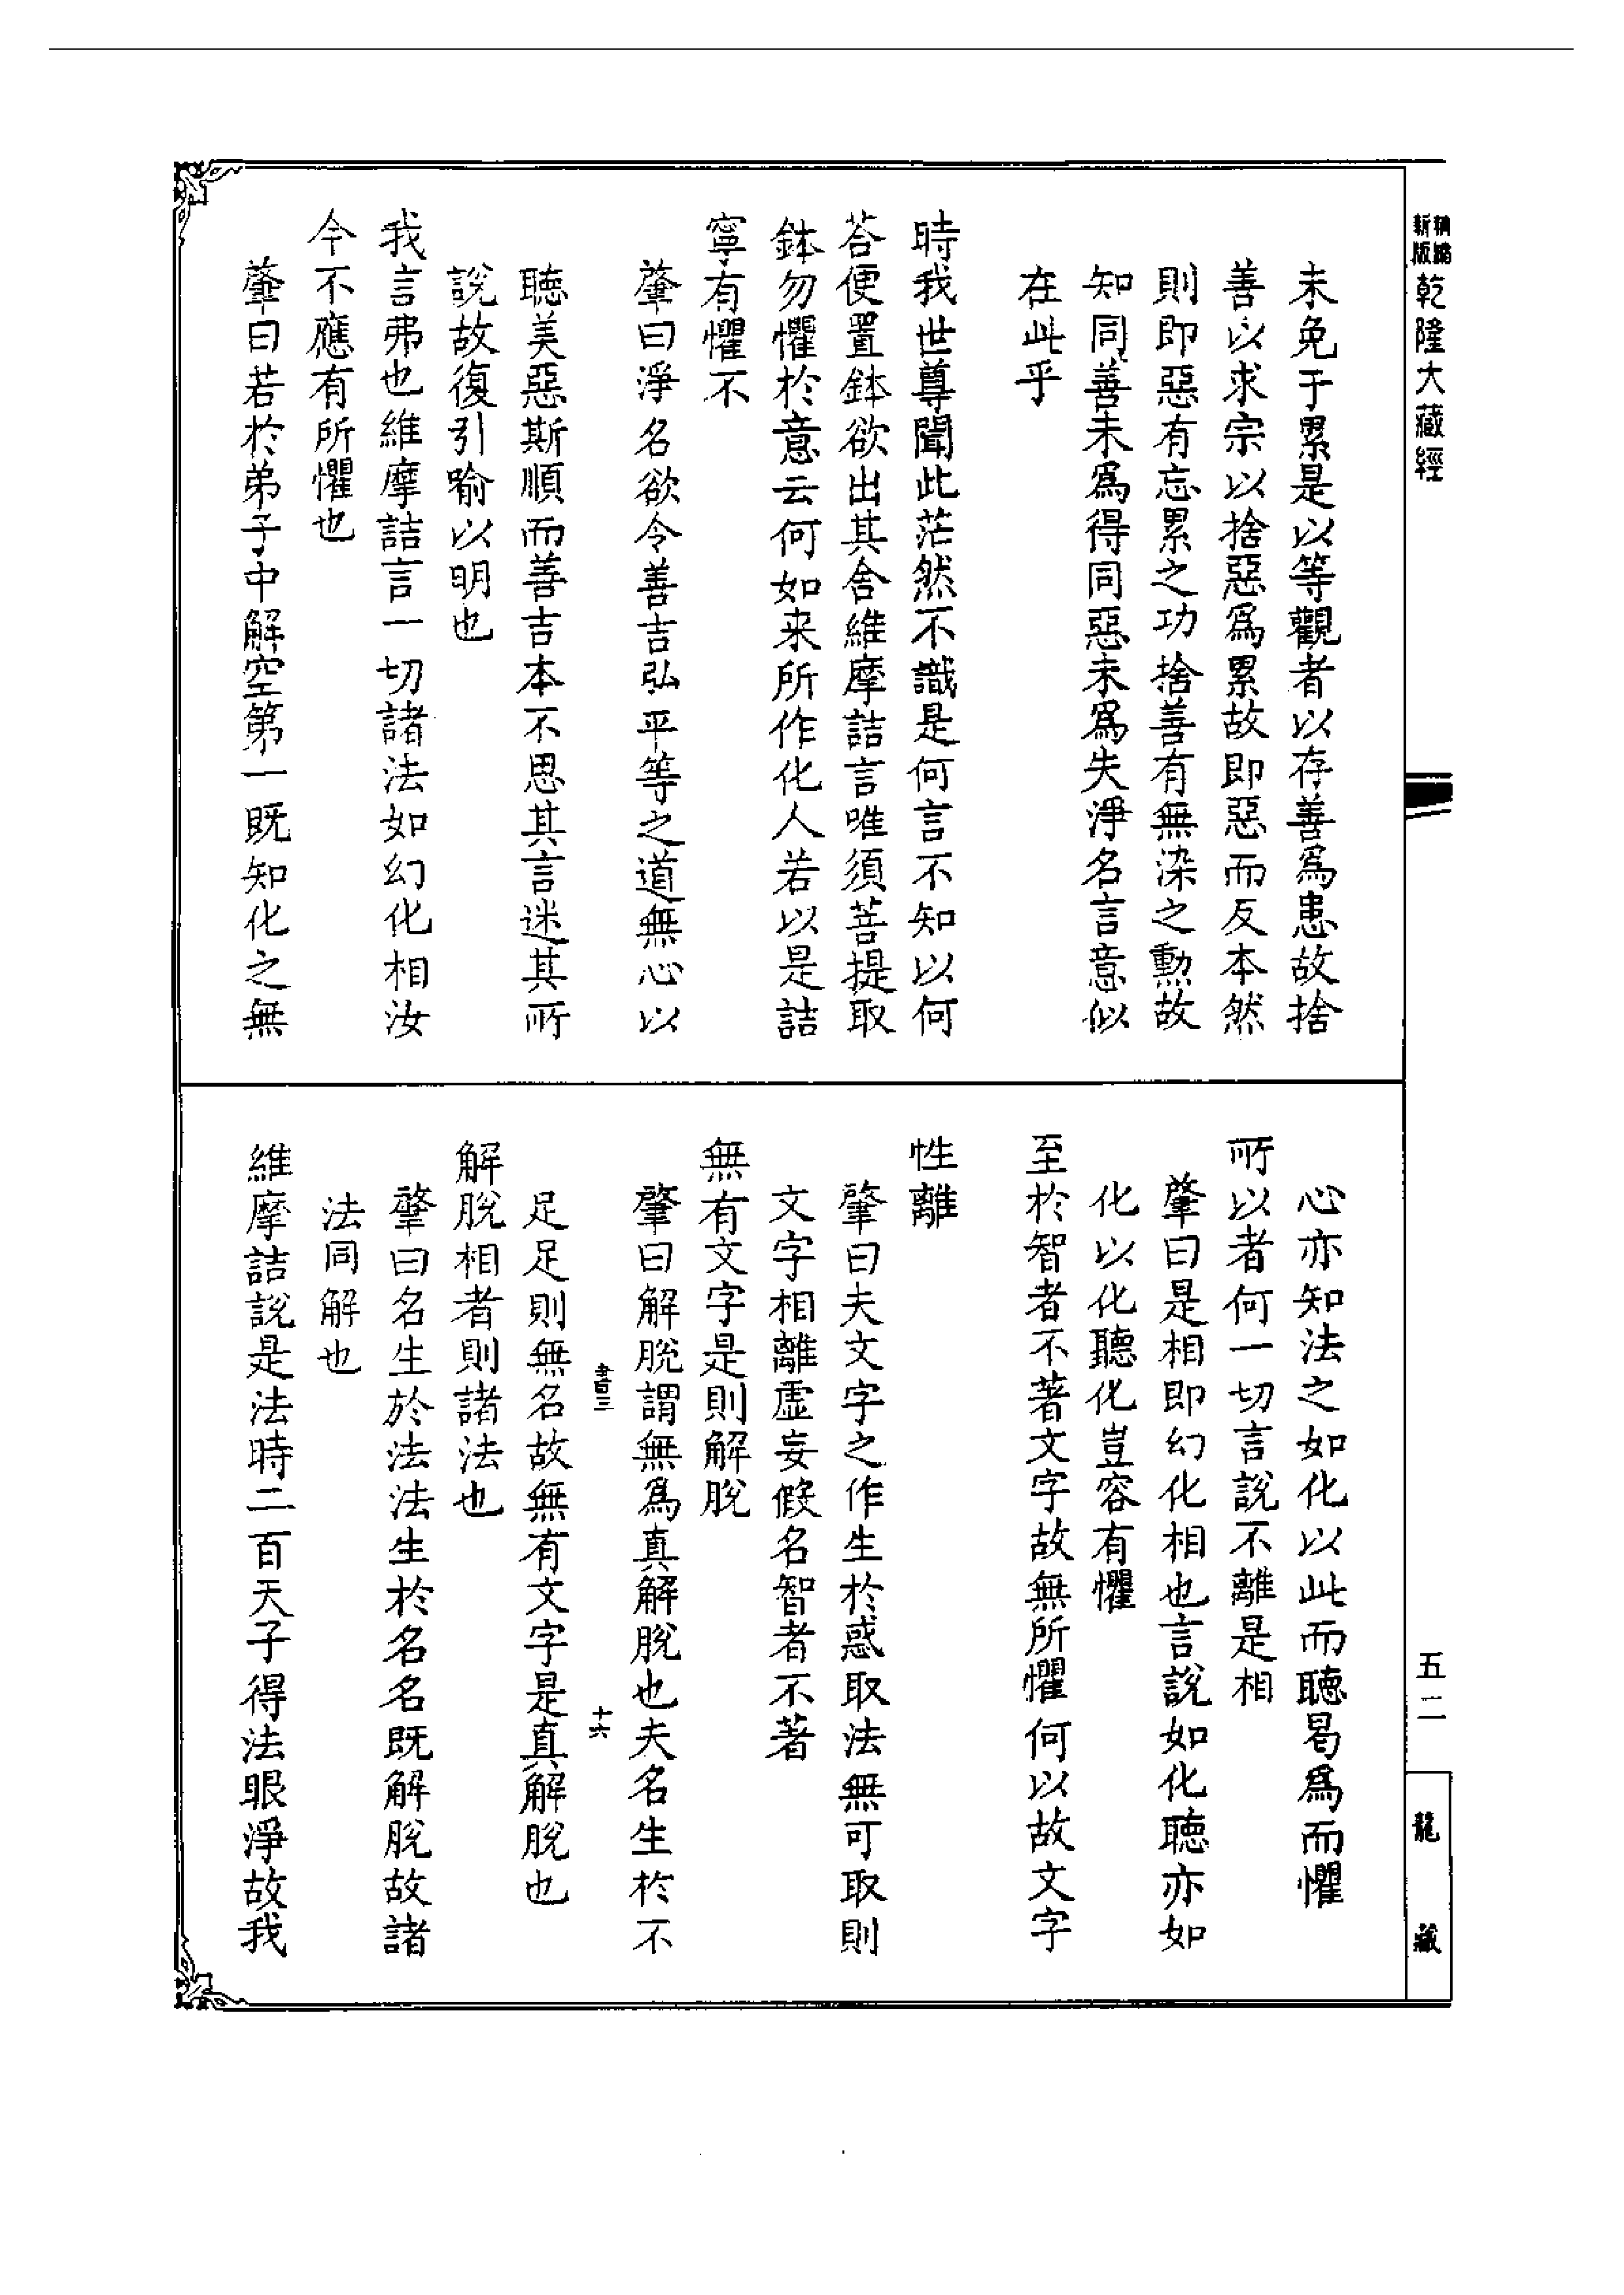 新編
新版
乾隆大藏經
未免于累是以等觀者以存善爲患故捨
善以求宗以捨惡爲累故即惡而反本然
則即惡有忘累之功捨善有無染之勲故
知同善未爲得同惡未爲失淨名言意似
在此乎
時我世尊聞此茫然不識是何言不知以何
荅便置鉢欲出其舍維摩詰言唯須菩提取
鉢勿懼於意云何如来所作化人若以是詰
寧有懼不
肇曰淨名欲令善吉弘平等之道無心以
聽美惡斯順而善吉本不思其言迷其所
說故復引喻以明也
我言弗也維摩詰言一切諸法如幻化相汝
今不應有所懼也
肇曰若於弟子中解空第一既知化之無
心亦知法之如化以此而聽曷爲而懼
所以者何一切言說不離是相
肇曰是相即幻化相也言說如化聽亦如
化以化聽化豈容有懼
至於智者不著文字故無所懼何以故文字
性離
肇曰夫文字之作生於惑取法無可取則
文字相離虛妄假名智者不著
無有文字是則解脫
肇曰解脫謂無爲真解脫也夫名生於不
書三
十六
足足則無名故無有文字是真解脫也
解脫相者則諸法也
肇曰名生於法法生於名名既解脫故諸
法同解也
維摩詰說是法時二百天子得法眼淨故我
五二
龍藏